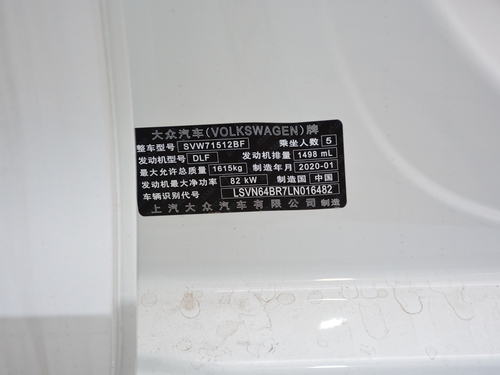 大众汽车(VOLKSWAGEN)牌
整车型号 SVW71512BF 乘坐人数 5
发动机型号 DLF 发动机排量 1498 mL
最大允许总质量 1615kg 制造年月 2020-01
发动机最大净功率 82 kW 制造国 中国
车辆识别代号 LSVN64BR7LN016482
上汽大众汽车有限公司 制造